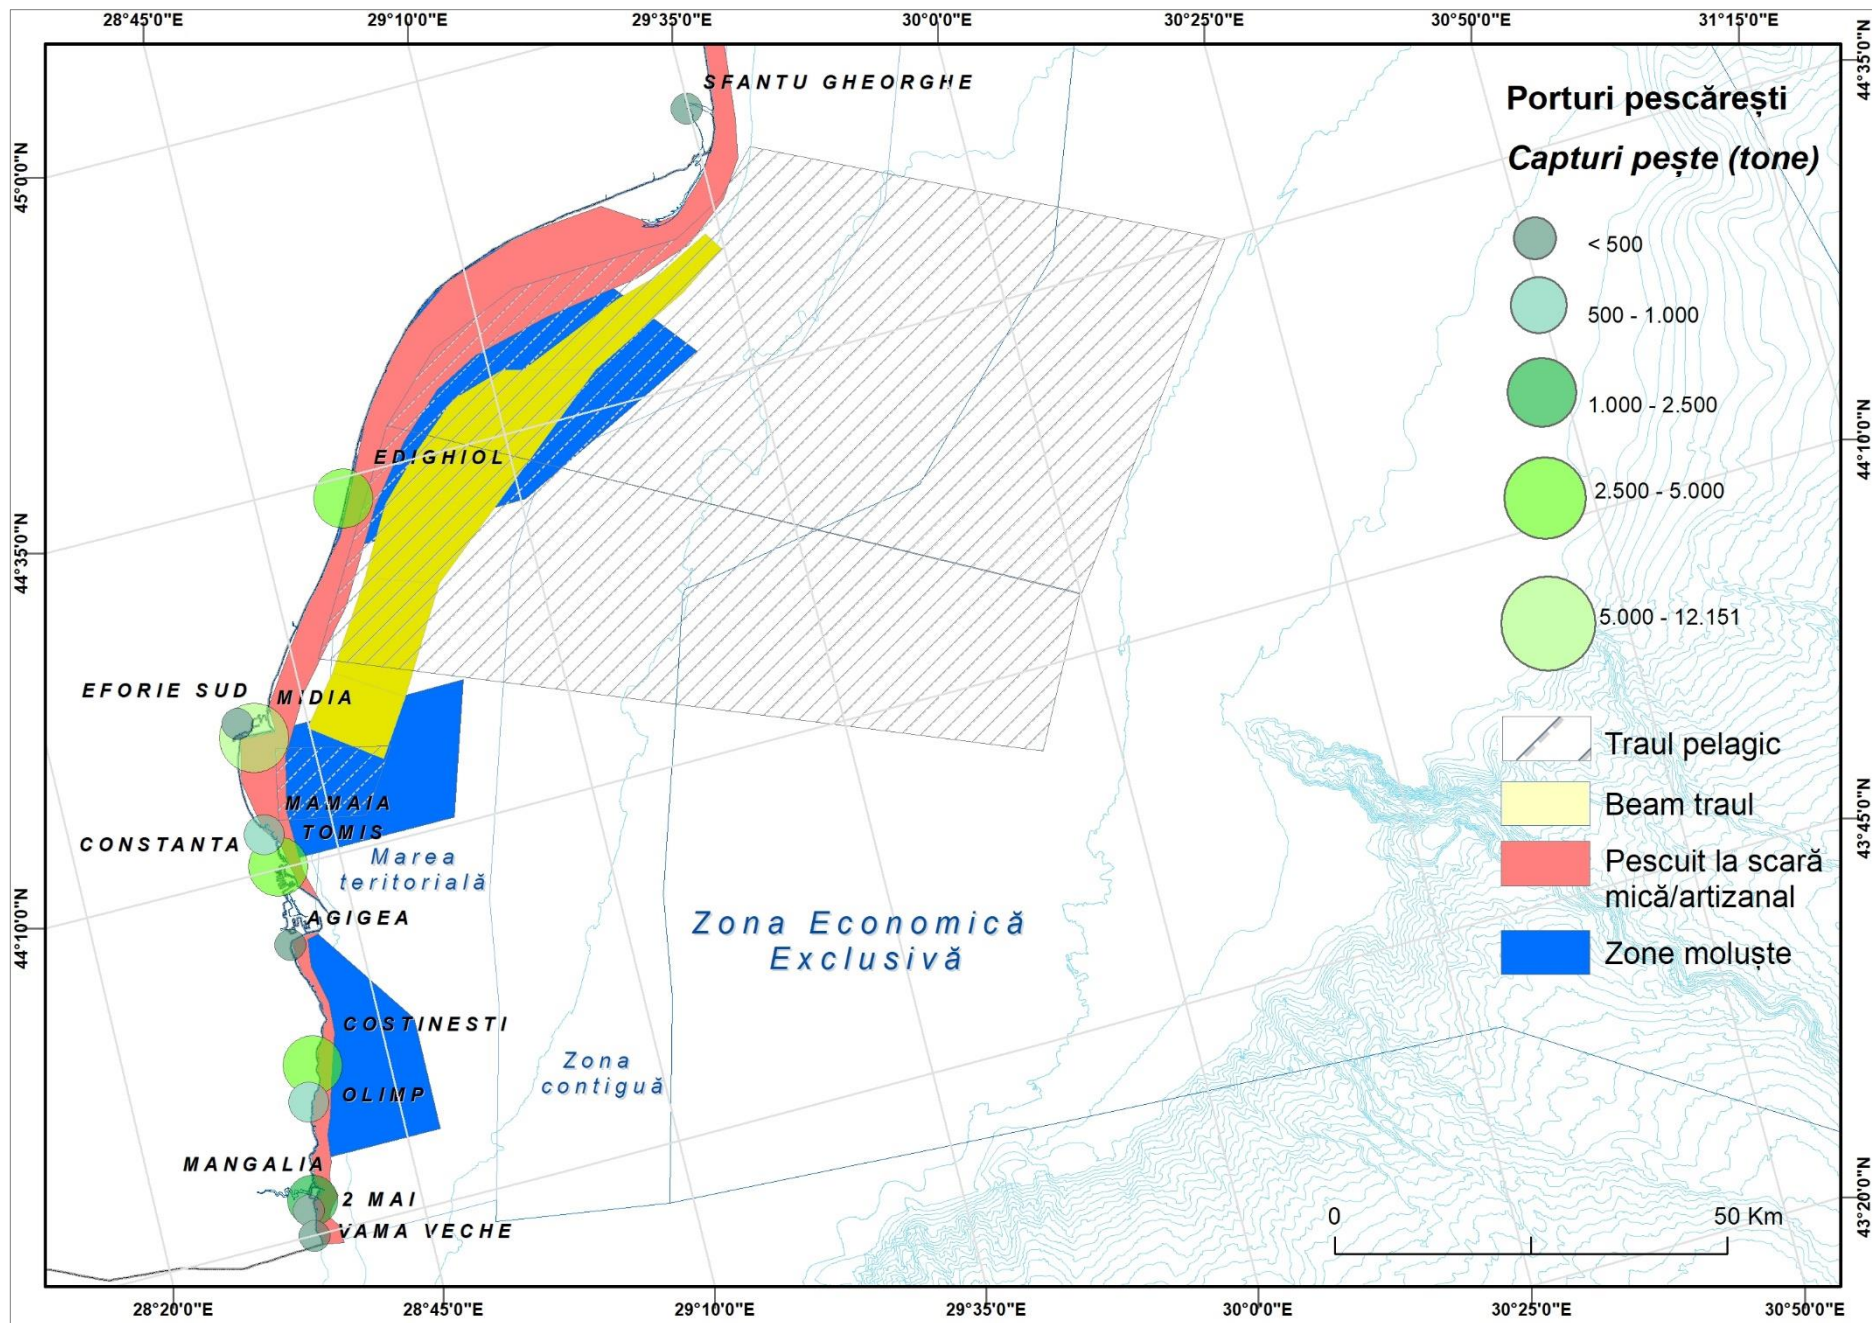 28°45'0"E 29°10'0"E 29°35'0"E 30°0'0"E 30°25'0"E 30°50'0"E 31°15'0"E
45°0'0"N
44°35'0"N
44°10'0"N
44°35'0"N
44°10'0"N
43°45'0"N
43°20'0"N
SFANTU GHEORGHE
EDIGHIOL
EFORIE SUD
MIDIA
MAMAIA
TOMIS
CONSTANTA
AGIGEA
COSTINESTI
OLIMP
MANGALIA
2 MAI
VAMA VECHE
Marea
teritorială
Zona
contiguă
Zona Economică
Exclusivă
Porturi pescărești
Capturi pește (tone)
< 500
500 - 1.000
1.000 - 2.500
2.500 - 5.000
5.000 - 12.151
Traul pelagic
Beam traul
Pescuit la scară
mică/artizanal
Zone moluște
0 50 Km
28°20'0"E 28°45'0"E 29°10'0"E 29°35'0"E 30°0'0"E 30°25'0"E 30°50'0"E